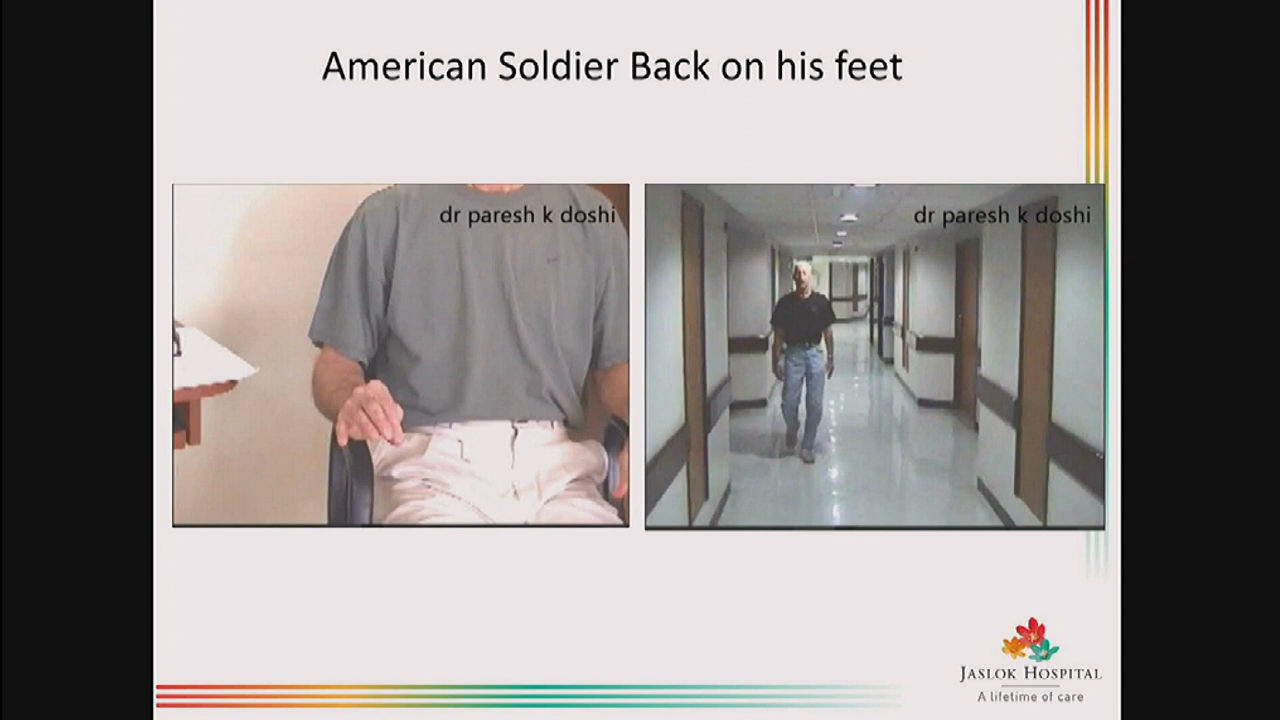 American Soldier Back on his feet
dr paresh k doshi
dr paresh k doshi
JASLOK HOSPITAL
A lifetime of care